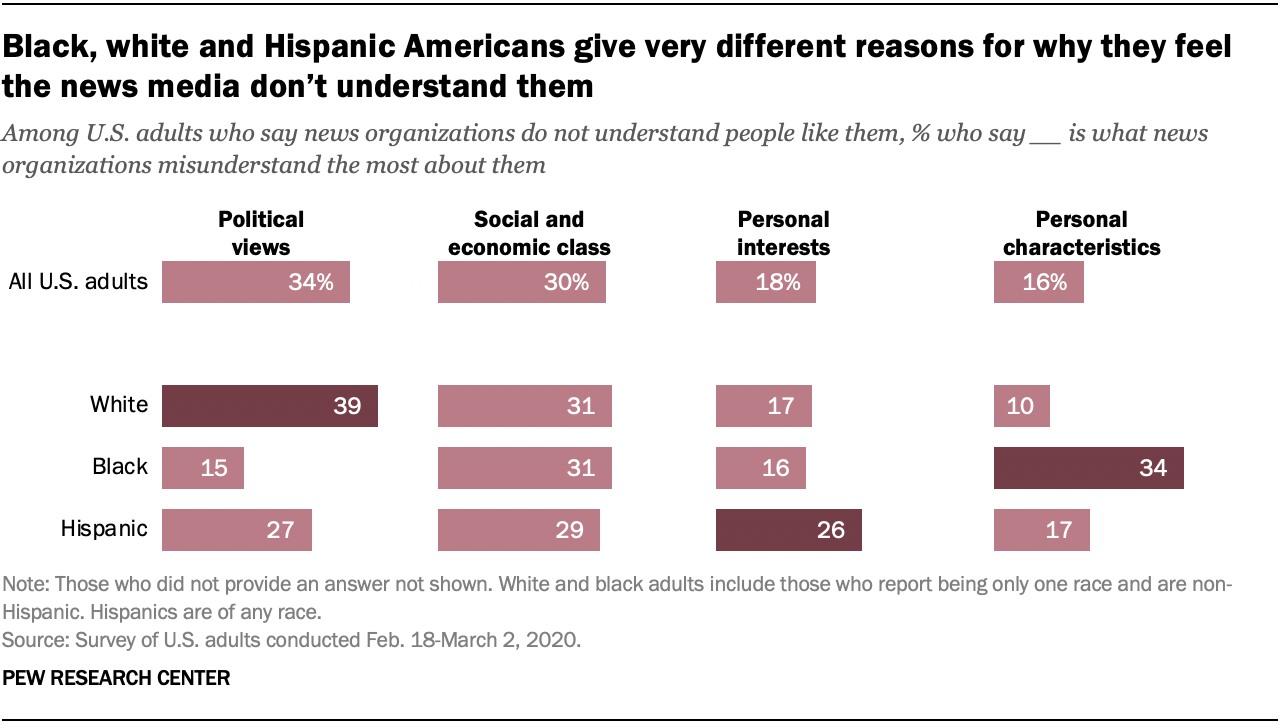 Black, white and Hispanic Americans give very different reasons for why they feel
the news media don’t understand them
Among U.S. adults who say news organizations do not understand people like them, % who say __ is what news
organizations misunderstand the most about them
Political
views
Social and
economic class
Personal
interests
Personal
characteristics
All U.S. adults 34% 30% 18% 16%
White 39 31 17 10
Black 15 31 16 34
Hispanic 27 29 26 17
Note: Those who did not provide an answer not shown. White and black adults include those who report being only one race and are non-
Hispanic. Hispanics are of any race.
Source: Survey of U.S. adults conducted Feb. 18-March 2, 2020.
PEW RESEARCH CENTER